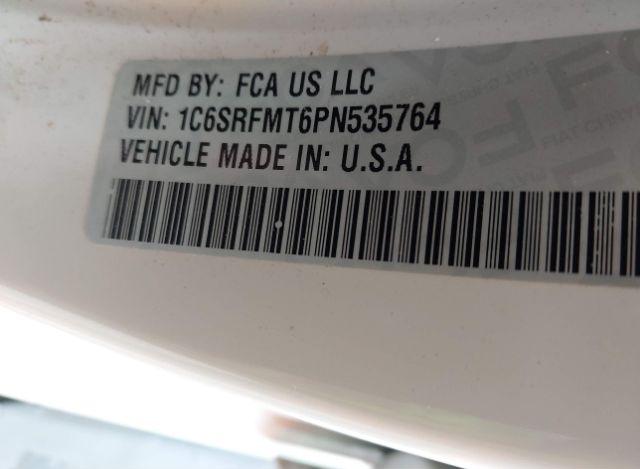 MFD BY: FCA US LLC
VIN: 1C6SRFMT6PN535764
VEHICLE MADE IN: U.S.A.